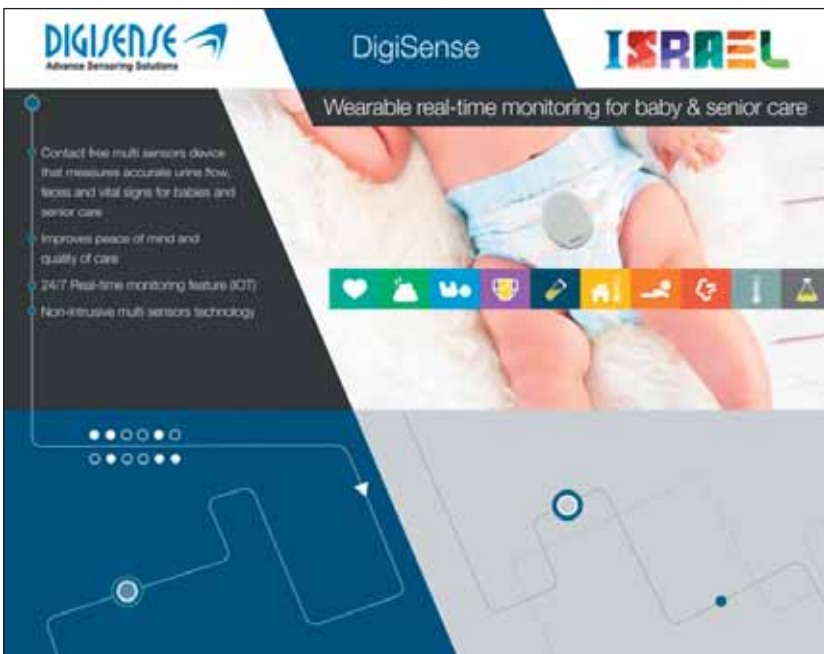 DIGISENSE
Advance Sensoring Solutions
DigiSense
ISRAEL
Wearable real-time monitoring for baby & senior care
Contact free multi sensors device
that measures accurate urine flow,
feces and vital signs for babies and
senior care
Improves peace of mind and
quality of care
24/7 Real-time monitoring feature (IOT)
Non-intrusive multi sensors technology